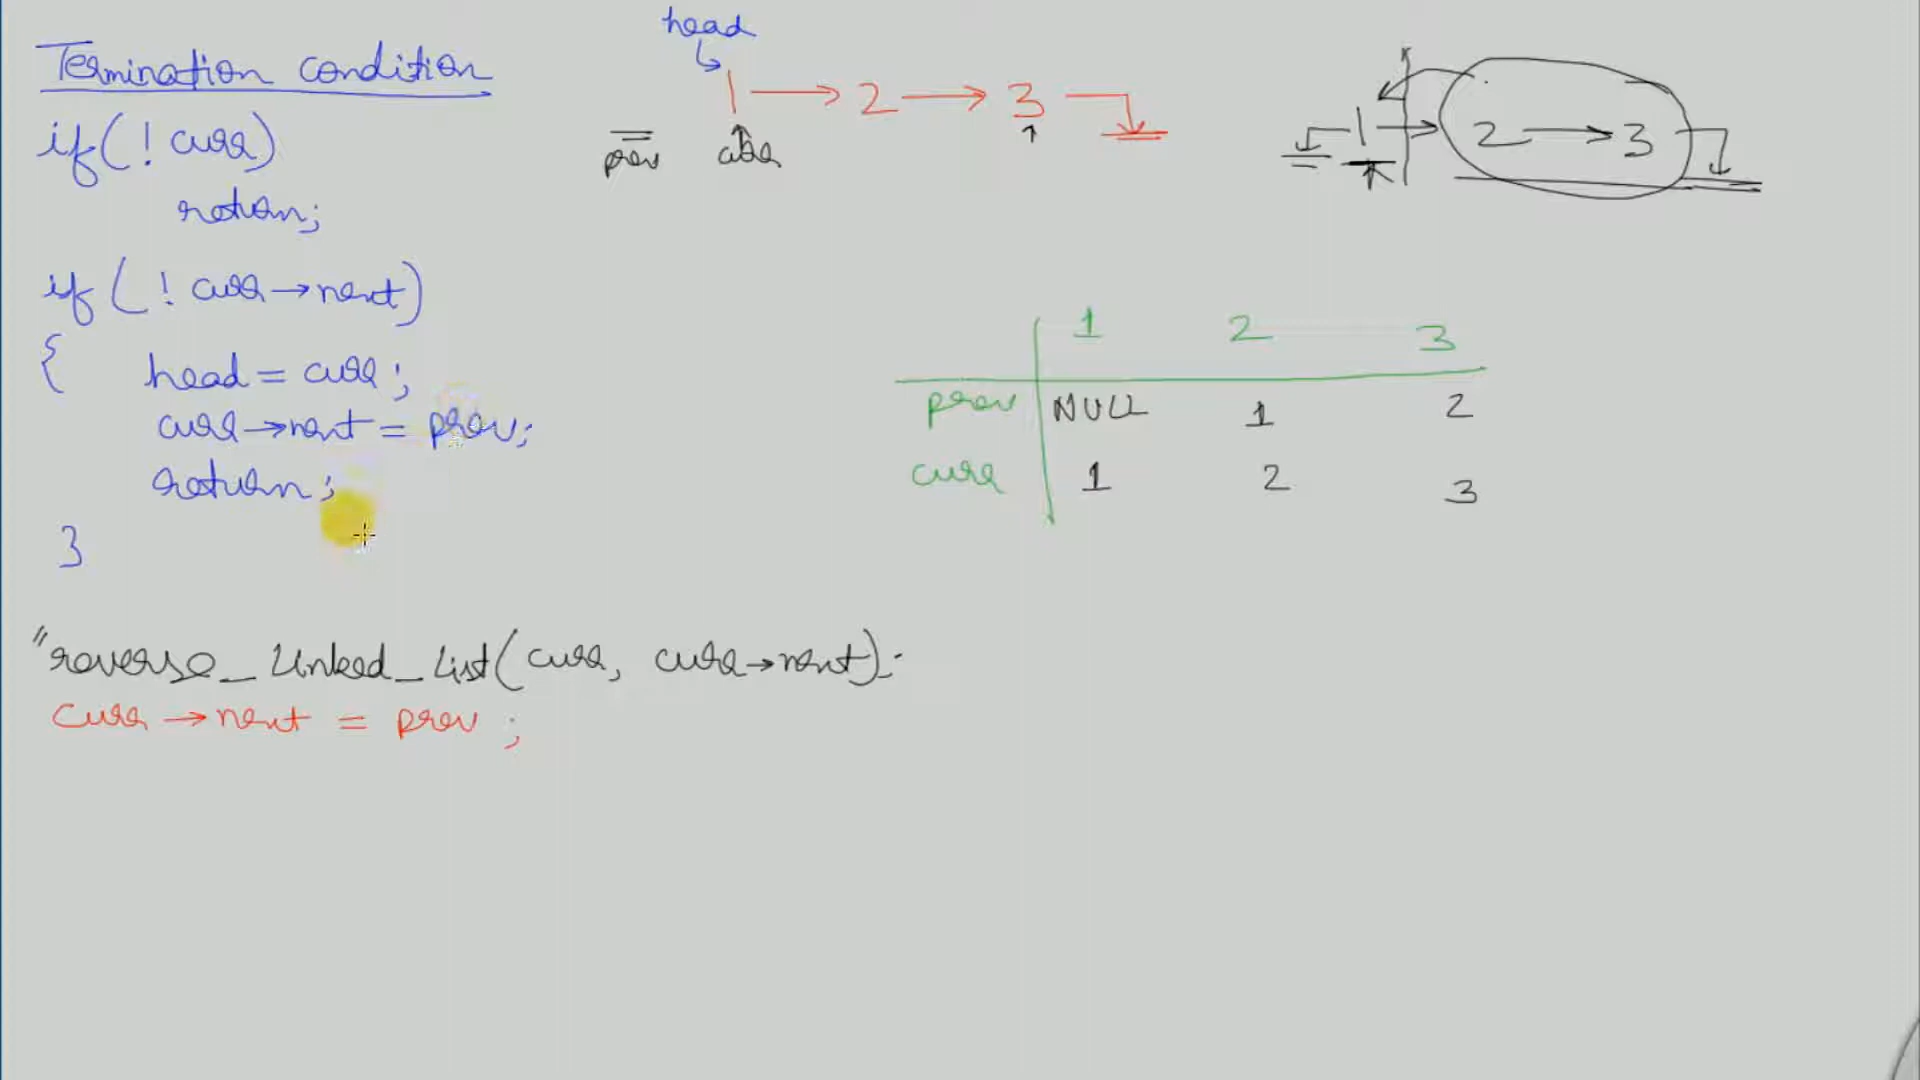 Termination condition
if(! curr)
return;
if(! curr→next)
{ head = curr;
curr→next = prev;
return;
}
"reverse_Linked_List(curr, curr→next);
curr→next = prev;
head
1 → 2 → 3
prev curr
1 → 2 → 3
1 2 3
prev NULL 1 2
curr 1 2 3